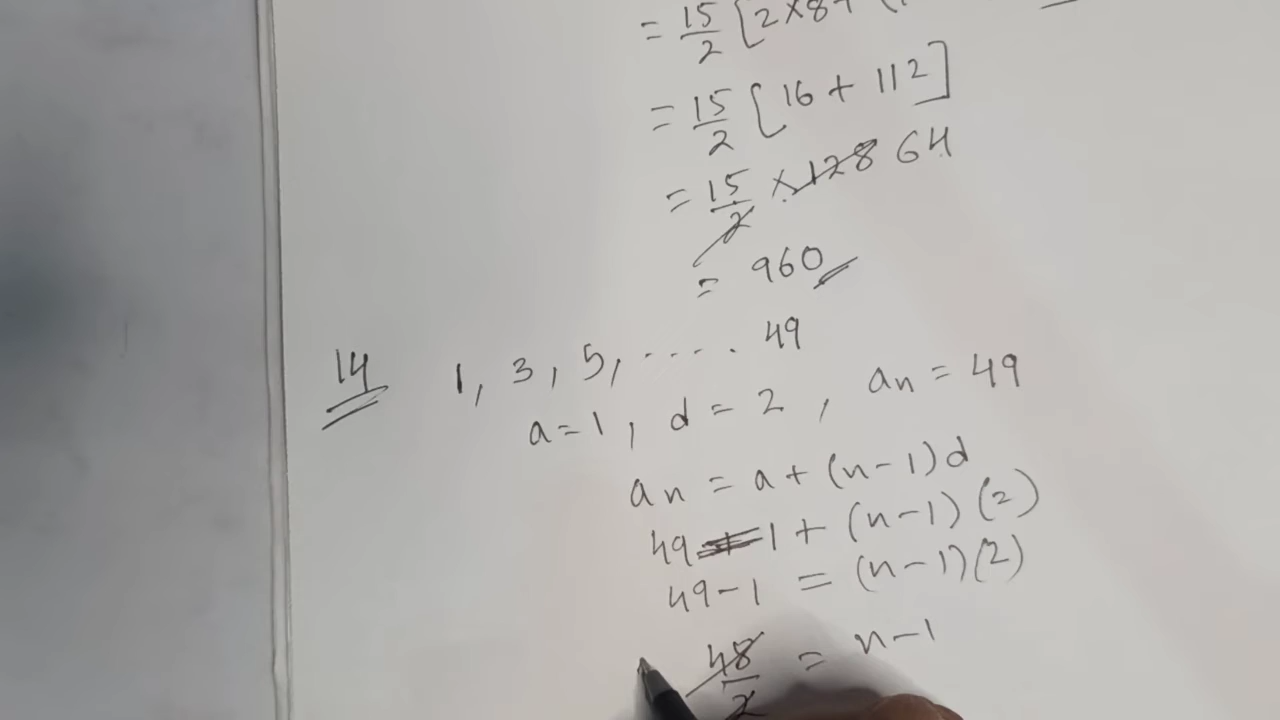 = 15/2 [2×8+(
= 15/2 [16 + 112]
= 15/2 × 128 64
= 960
14 1, 3, 5, ..... 49
a=1, d=2, an=49
an = a+(n-1)d
49 = 1+(n-1)(2)
49-1 = (n-1)(2)
48/2 = n-1